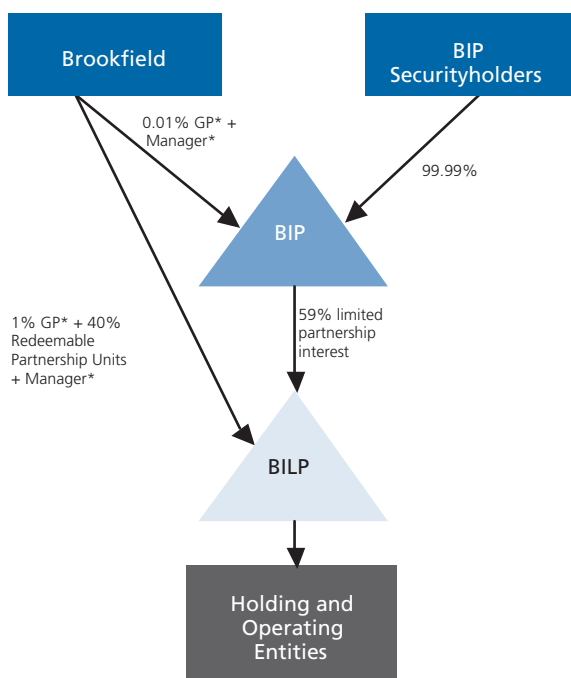 Brookfield
BIP
Securityholders
0.01% GP* +
Manager*
99.99%
BIP
1% GP* + 40%
Redeemable
Partnership Units
+ Manager*
59% limited
partnership
interest
BILP
Holding and
Operating
Entities